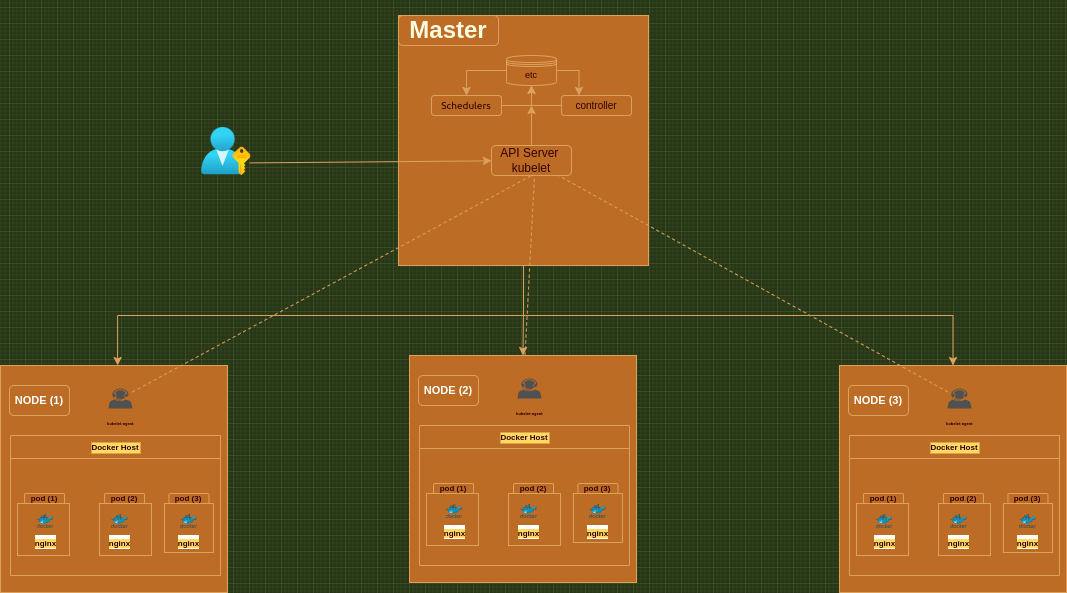 Master
etc
Schedulers
controller
API Server
kubelet
NODE (1)
kubelet agent
Docker Host
pod (1)
pod (2)
pod (3)
docker
docker
docker
nginx
nginx
nginx
NODE (2)
kubelet agent
Docker Host
pod (1)
pod (2)
pod (3)
docker
docker
docker
nginx
nginx
nginx
NODE (3)
kubelet agent
Docker Host
pod (1)
pod (2)
pod (3)
docker
docker
docker
nginx
nginx
nginx